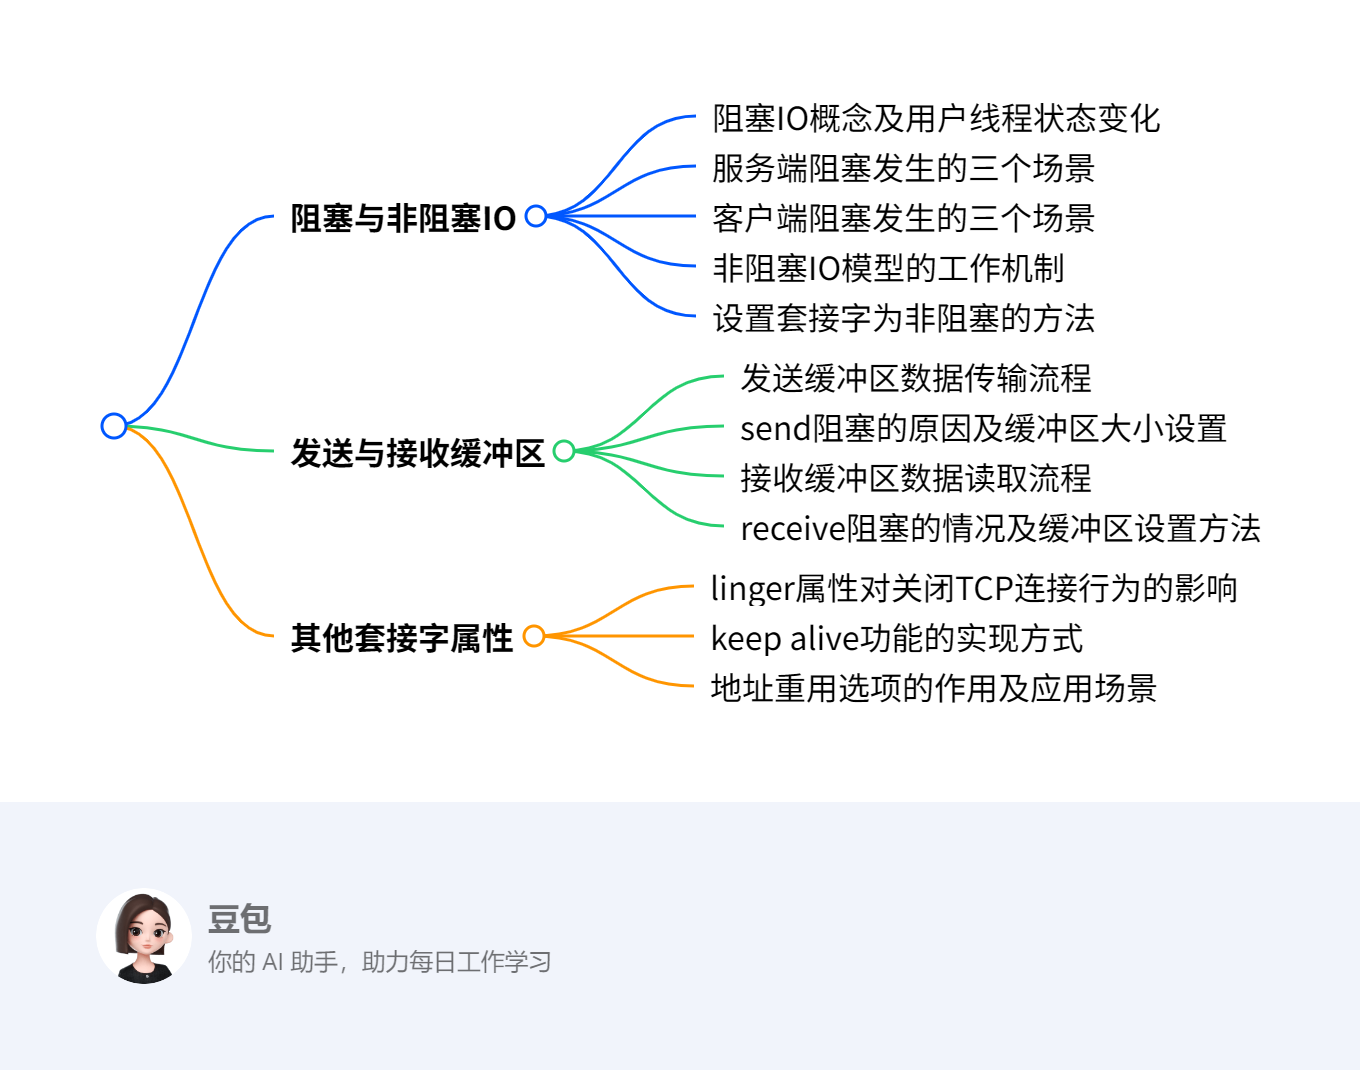 阻塞与非阻塞IO
阻塞IO概念及用户线程状态变化
服务端阻塞发生的三个场景
客户端阻塞发生的三个场景
非阻塞IO模型的工作机制
设置套接字为非阻塞的方法
发送与接收缓冲区
发送缓冲区数据传输流程
send阻塞的原因及缓冲区大小设置
接收缓冲区数据读取流程
receive阻塞的情况及缓冲区设置方法
其他套接字属性
linger属性对关闭TCP连接行为的影响
keep alive功能的实现方式
地址重用选项的作用及应用场景
豆包
你的 AI 助手，助力每日工作学习